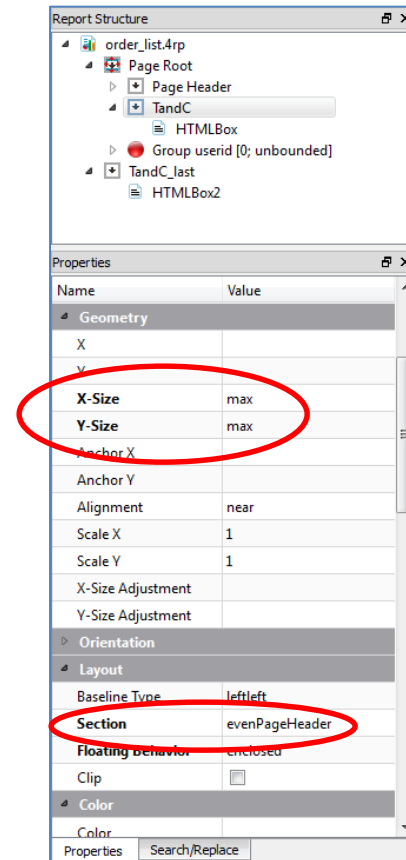 Report Structure
order_list.4rp
Page Root
Page Header
TandC
HTMLBox
Group userid [0; unbounded]
TandC_last
HTMLBox2
Properties
Name Value
Geometry
X
Y
X-Size max
Y-Size max
Anchor X
Anchor Y
Alignment near
Scale X 1
Scale Y 1
X-Size Adjustment
Y-Size Adjustment
Orientation
Layout
Baseline Type leftleft
Section evenPageHeader
Floating Behavior enclosed
Clip
Color
Color
Properties Search/Replace